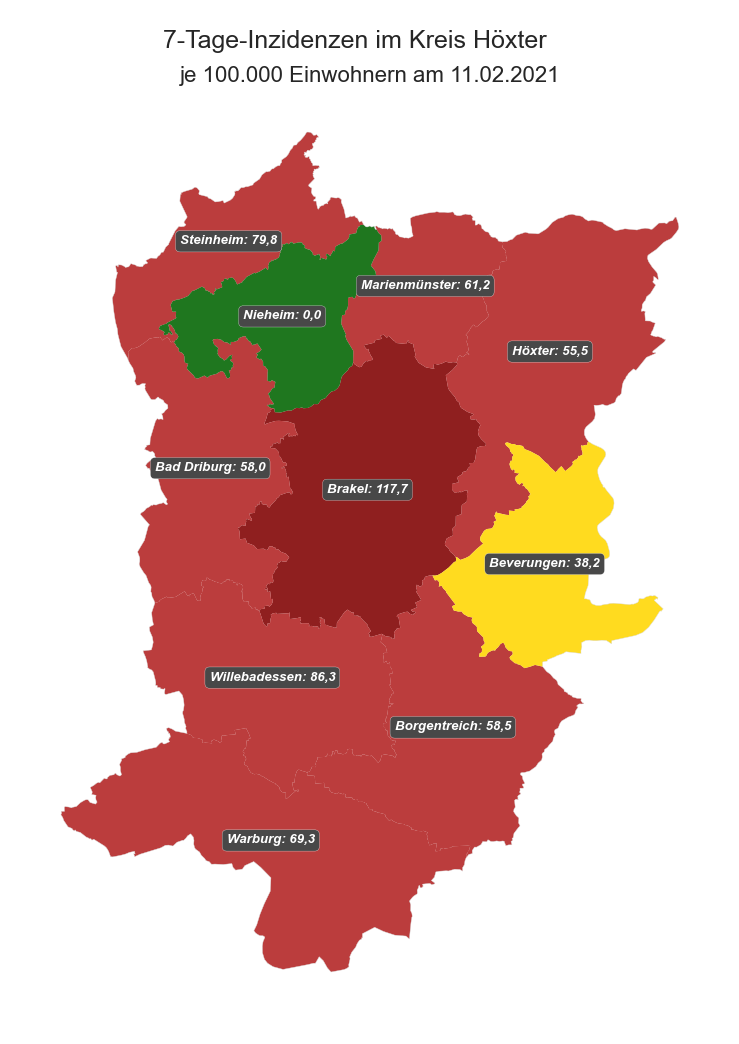 7-Tage-Inzidenzen im Kreis Höxter
je 100.000 Einwohnern am 11.02.2021
Steinheim: 79,8
Marienmünster: 61,2
Nieheim: 0,0
Höxter: 55,5
Bad Driburg: 58,0
Brakel: 117,7
Beverungen: 38,2
Willebadessen: 86,3
Borgentreich: 58,5
Warburg: 69,3